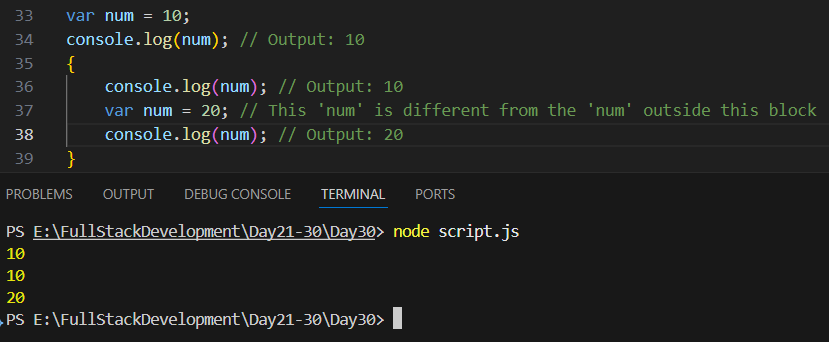 33 var num = 10;
34 console.log(num); // Output: 10
35 {
36     console.log(num); // Output: 10
37     var num = 20; // This 'num' is different from the 'num' outside this block
38     console.log(num); // Output: 20
39 }
PROBLEMS OUTPUT DEBUG CONSOLE TERMINAL PORTS
PS E:\FullStackDevelopment\Day21-30\Day30> node script.js
10
10
20
PS E:\FullStackDevelopment\Day21-30\Day30>